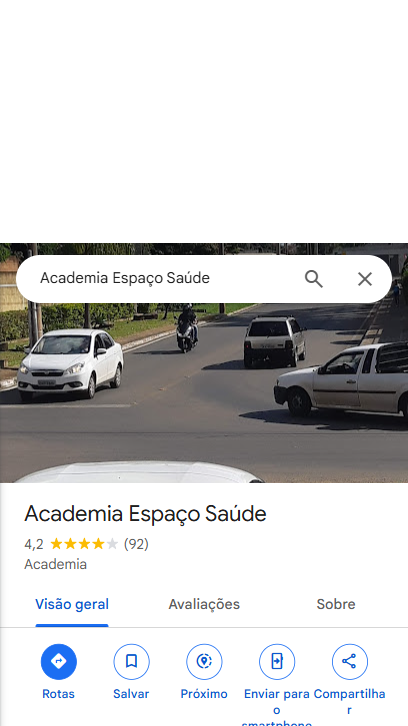 Academia Espaço Saúde
Academia Espaço Saúde
4,2 (92)
Academia
Visão geral Avaliações Sobre
Rotas Salvar Próximo Enviar para o smartphone Compartilhar